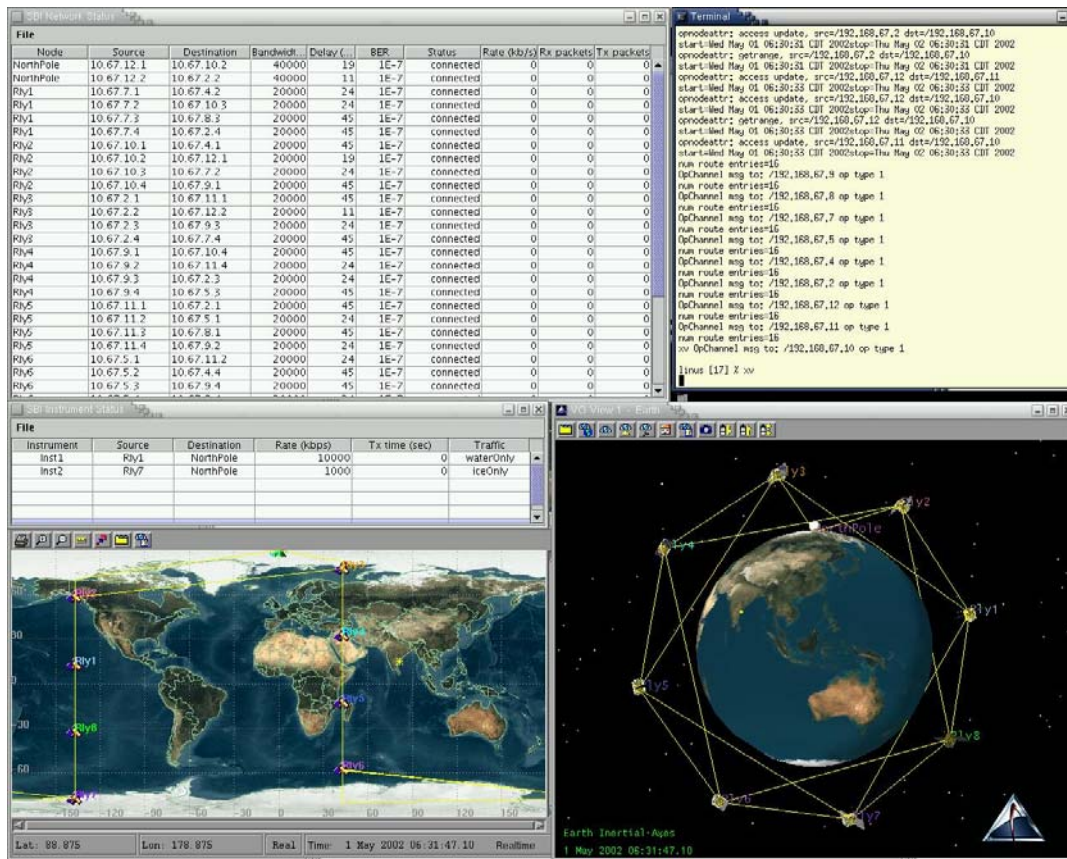 SBI Network Status
File
Node Source Destination Bandwidt... Delay (... BER Status Rate (kb/s) Rx packets Tx packets
NorthPole 10.67.12.1 10.67.10.2 40000 19 1E-7 connected 0 0 0
NorthPole 10.67.12.2 10.67.2.2 40000 11 1E-7 connected 0 0 0
Rly1 10.67.7.1 10.67.4.2 20000 24 1E-7 connected 0 0 0
Rly1 10.67.7.2 10.67.10.3 20000 24 1E-7 connected 0 0 0
Rly1 10.67.7.3 10.67.8.3 20000 45 1E-7 connected 0 0 0
Rly1 10.67.7.4 10.67.2.4 20000 45 1E-7 connected 0 0 0
Rly2 10.67.10.1 10.67.4.1 20000 45 1E-7 connected 0 0 0
Rly2 10.67.10.2 10.67.12.1 20000 19 1E-7 connected 0 0 0
Rly2 10.67.10.3 10.67.7.2 20000 24 1E-7 connected 0 0 0
Rly2 10.67.10.4 10.67.9.1 20000 45 1E-7 connected 0 0 0
Rly3 10.67.2.1 10.67.11.1 20000 45 1E-7 connected 0 0 0
Rly3 10.67.2.2 10.67.12.2 20000 11 1E-7 connected 0 0 0
Rly3 10.67.2.3 10.67.9.3 20000 24 1E-7 connected 0 0 0
Rly3 10.67.2.4 10.67.7.4 20000 45 1E-7 connected 0 0 0
Rly4 10.67.9.1 10.67.10.4 20000 45 1E-7 connected 0 0 0
Rly4 10.67.9.2 10.67.11.4 20000 24 1E-7 connected 0 0 0
Rly4 10.67.9.3 10.67.2.3 20000 24 1E-7 connected 0 0 0
Rly4 10.67.9.4 10.67.5.3 20000 45 1E-7 connected 0 0 0
Rly5 10.67.11.1 10.67.2.1 20000 45 1E-7 connected 0 0 0
Rly5 10.67.11.2 10.67.5.1 20000 24 1E-7 connected 0 0 0
Rly5 10.67.11.3 10.67.8.1 20000 45 1E-7 connected 0 0 0
Rly5 10.67.11.4 10.67.9.2 20000 24 1E-7 connected 0 0 0
Rly6 10.67.5.1 10.67.11.2 20000 24 1E-7 connected 0 0 0
Rly6 10.67.5.2 10.67.4.4 20000 24 1E-7 connected 0 0 0
Rly6 10.67.5.3 10.67.9.4 20000 45 1E-7 connected 0 0 0
Terminal
opnodeattr: access update, src=/192.168.67.2 dst=/192.168.67.10
start=Wed May 01 06:30:31 CDT 2002stop=Thu May 02 06:30:31 CDT 2002
opnodeattr: getrange, src=/192.168.67.2 dst=/192.168.67.10
start=Wed May 01 06:30:31 CDT 2002stop=Thu May 02 06:30:31 CDT 2002
opnodeattr: access update, src=/192.168.67.12 dst=/192.168.67.11
opnodeattr: access update, src=/192.168.67.12 dst=/192.168.67.10
start=Wed May 01 06:30:33 CDT 2002stop=Thu May 02 06:30:33 CDT 2002
opnodeattr: getrange, src=/192.168.67.12 dst=/192.168.67.10
start=Wed May 01 06:30:33 CDT 2002stop=Thu May 02 06:30:33 CDT 2002
opnodeattr: access update, src=/192.168.67.11 dst=/192.168.67.10
start=Wed May 01 06:30:33 CDT 2002stop=Thu May 02 06:30:33 CDT 2002
num route entries=16
OpChannel msg to: /192.168.67.9 op type 1
num route entries=16
OpChannel msg to: /192.168.67.8 op type 1
num route entries=16
OpChannel msg to: /192.168.67.7 op type 1
num route entries=16
OpChannel msg to: /192.168.67.5 op type 1
num route entries=16
OpChannel msg to: /192.168.67.4 op type 1
num route entries=16
OpChannel msg to: /192.168.67.2 op type 1
num route entries=16
OpChannel msg to: /192.168.67.12 op type 1
num route entries=16
OpChannel msg to: /192.168.67.11 op type 1
num route entries=16
xv OpChannel msg to: /192.168.67.10 op type 1
linus [17] % xv
SBI Instrument Status
File
Instrument Source Destination Rate (kbps) Tx time (sec) Traffic
Inst1 Rly1 NorthPole 10000 0 waterOnly
Inst2 Rly7 NorthPole 1000 0 iceOnly
Rly4
Rly1
Rly5
Rly8
Rly6
Rly7
0
-30
-60
-150 -120 -90 -60 -30 0 30 60 90 120 150
Lat: 88.875 Lon: 178.875 Real Time: 1 May 2002 06:31:47.10 Realtime
VO View 1 - Earth
ly3
ly2
NorthPole
ly4
Rly1
ly5
Rly8
ly6
ly7
Earth Inertial Axes
1 May 2002 06:31:47.10